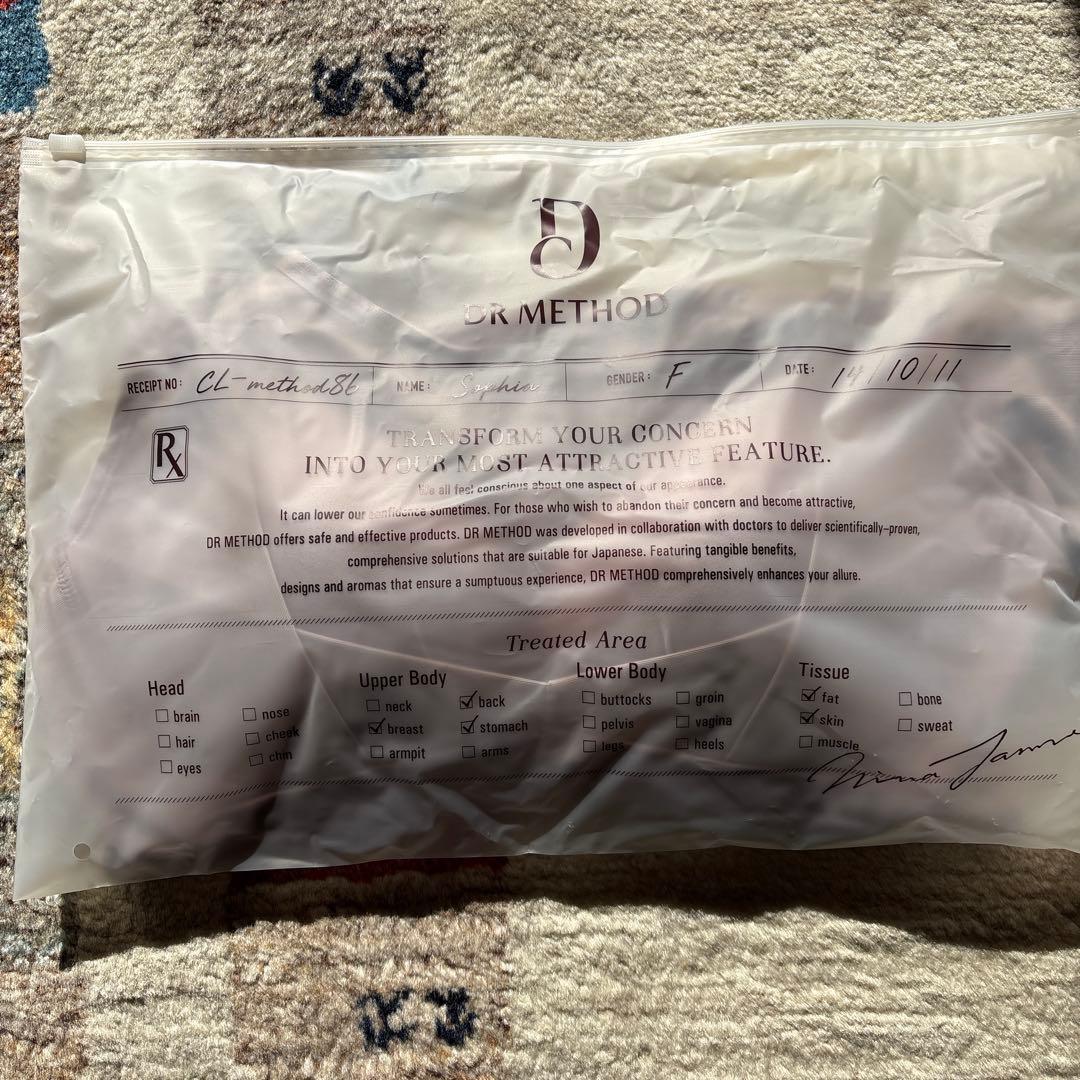 DC
DR METHOD
RECEIPT NO: CL-method86 NAME: Sophia GENDER: F DATE: 14/10/11
Rx
TRANSFORM YOUR CONCERN
INTO YOUR MOST ATTRACTIVE FEATURE.
We all feel conscious about one aspect of our appearance.
It can lower our confidence sometimes. For those who wish to abandon their concern and become attractive,
DR METHOD offers safe and effective products. DR METHOD was developed in collaboration with doctors to deliver scientifically-proven,
comprehensive solutions that are suitable for Japanese. Featuring tangible benefits,
designs and aromas that ensure a sumptuous experience, DR METHOD comprehensively enhances your allure.
Treated Area
Head
brain nose
hair cheek
eyes chin
Upper Body
neck back
breast stomach
armpit arms
Lower Body
buttocks groin
pelvis vagina
legs heels
Tissue
fat bone
skin sweat
muscle